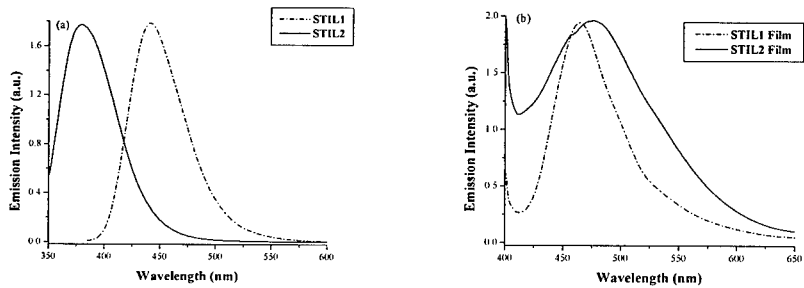 (a)
STIL1
STIL2
Emission Intensity (a.u.)
1.8
1.2
0.6
0.0
350 400 450 500 550 600
Wavelength (nm)
(b)
STIL1 Film
STIL2 Film
Emission Intensity (a.u.)
2.0
1.5
1.0
0.5
0.0
400 450 500 550 600 650
Wavelength (nm)